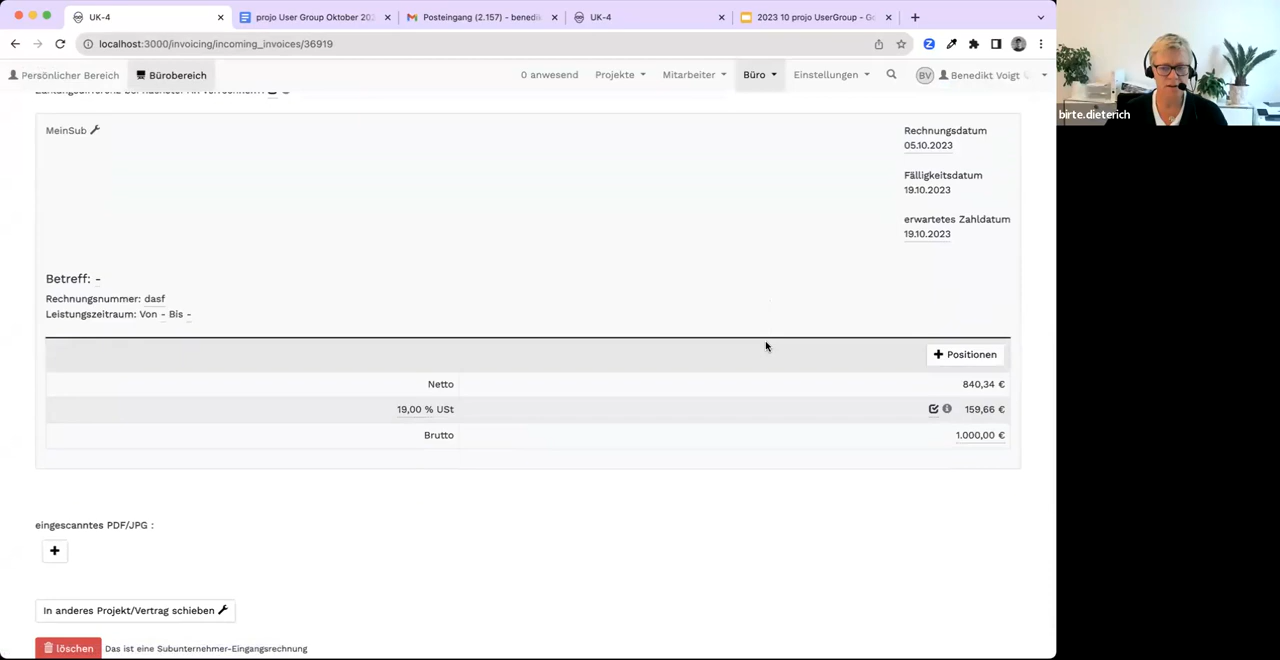 UK-4
projo User Group Oktober 202
Posteingang (2.157) – benedik
UK-4
2023 10 projo UserGroup – Go
localhost:3000/invoicing/incoming_invoices/36919
Persönlicher Bereich
Bürobereich
0 anwesend
Projekte
Mitarbeiter
Büro
Einstellungen
BV
Benedikt Voigt
birte.dieterich
MeinSub
Rechnungsdatum
05.10.2023
Fälligkeitsdatum
19.10.2023
erwartetes Zahldatum
19.10.2023
Betreff: -
Rechnungsnummer: dasf
Leistungszeitraum: Von - Bis -
+ Positionen
Netto 840,34 €
19,00 % USt 159,66 €
Brutto 1.000,00 €
eingescanntes PDF/JPG :
+
In anderes Projekt/Vertrag schieben
löschen Das ist eine Subunternehmer-Eingangsrechnung